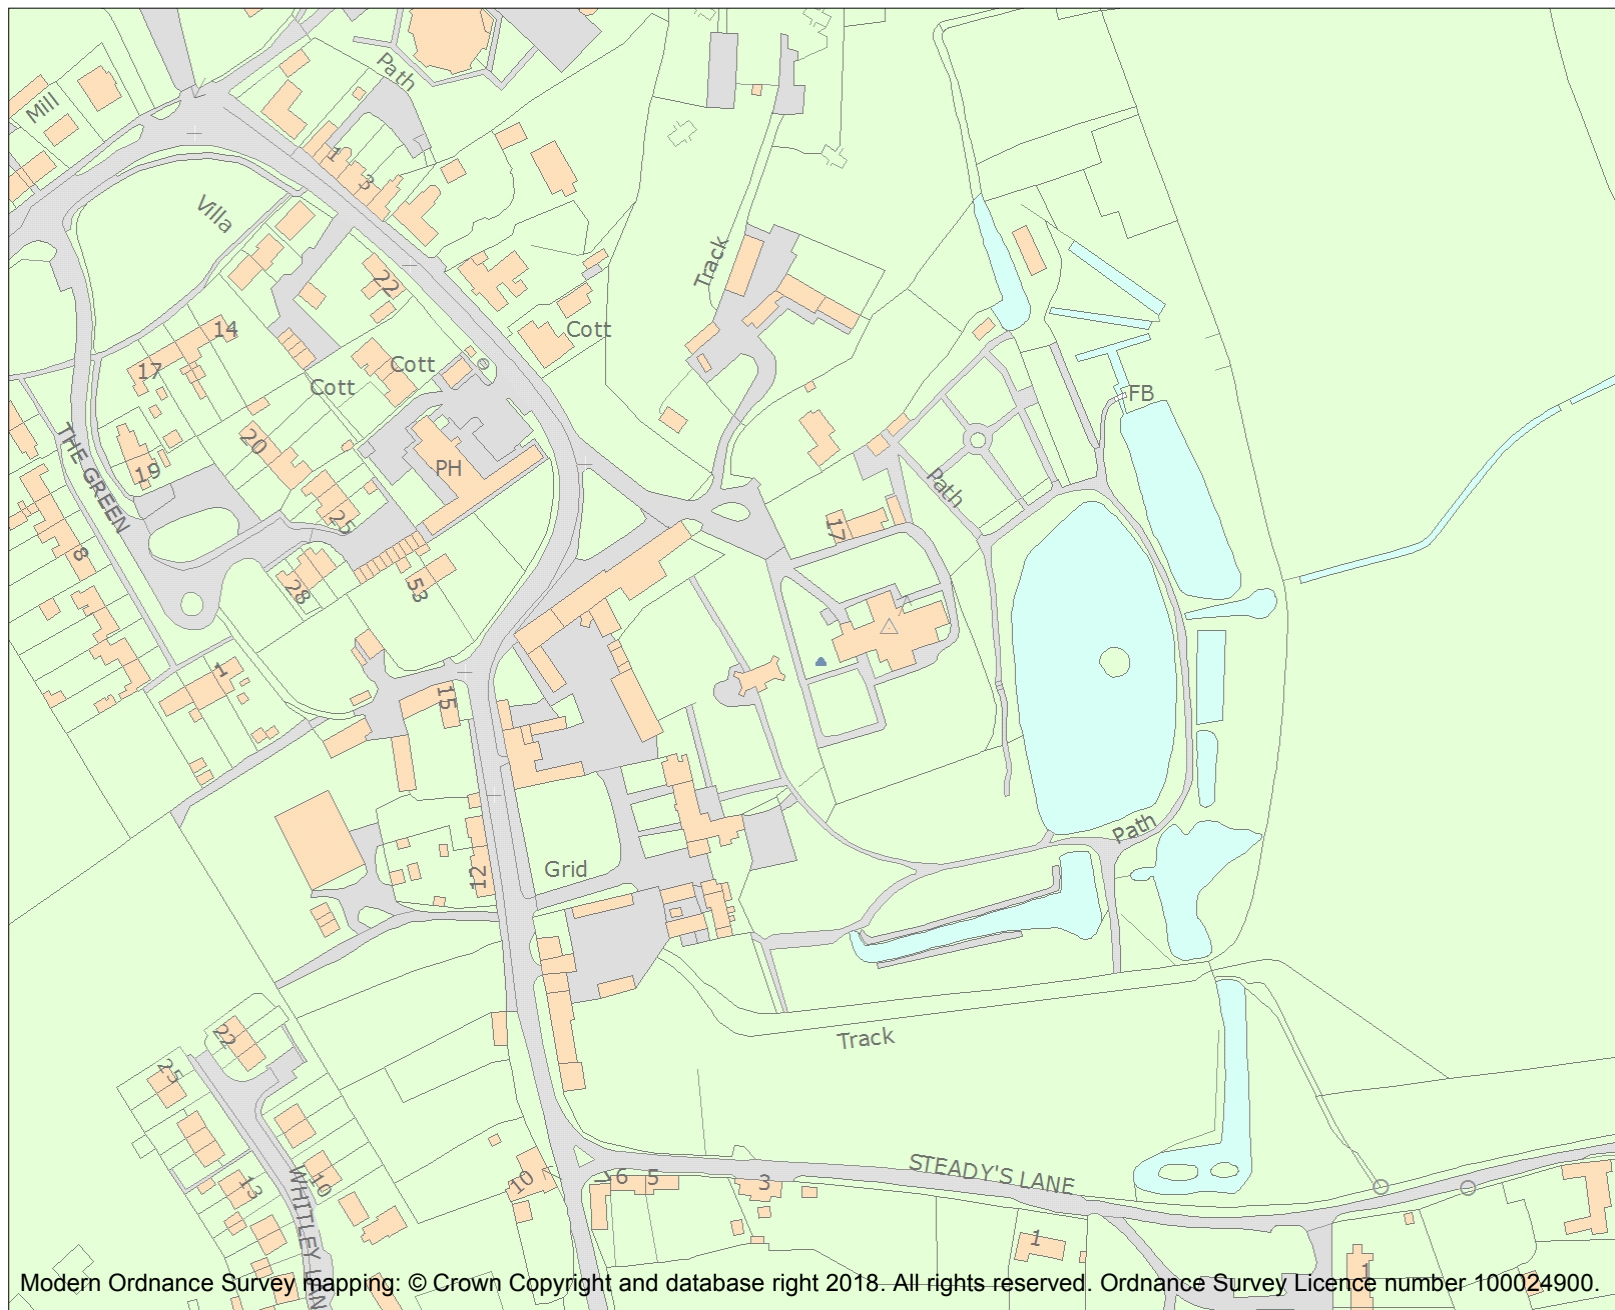 Path
Mill
1
3
Villa
22
Track
14
Cott
17
Cott
Cott
FB
THE GREEN
20
19
PH
Path
25
17
8
28
53
1
15
Path
12
Grid
22
Track
25
10
13
WHITLEY LAN
10
6
5
3
STEADY'S LANE
1
1
Modern Ordnance Survey mapping: © Crown Copyright and database right 2018. All rights reserved. Ordnance Survey Licence number 100024900.